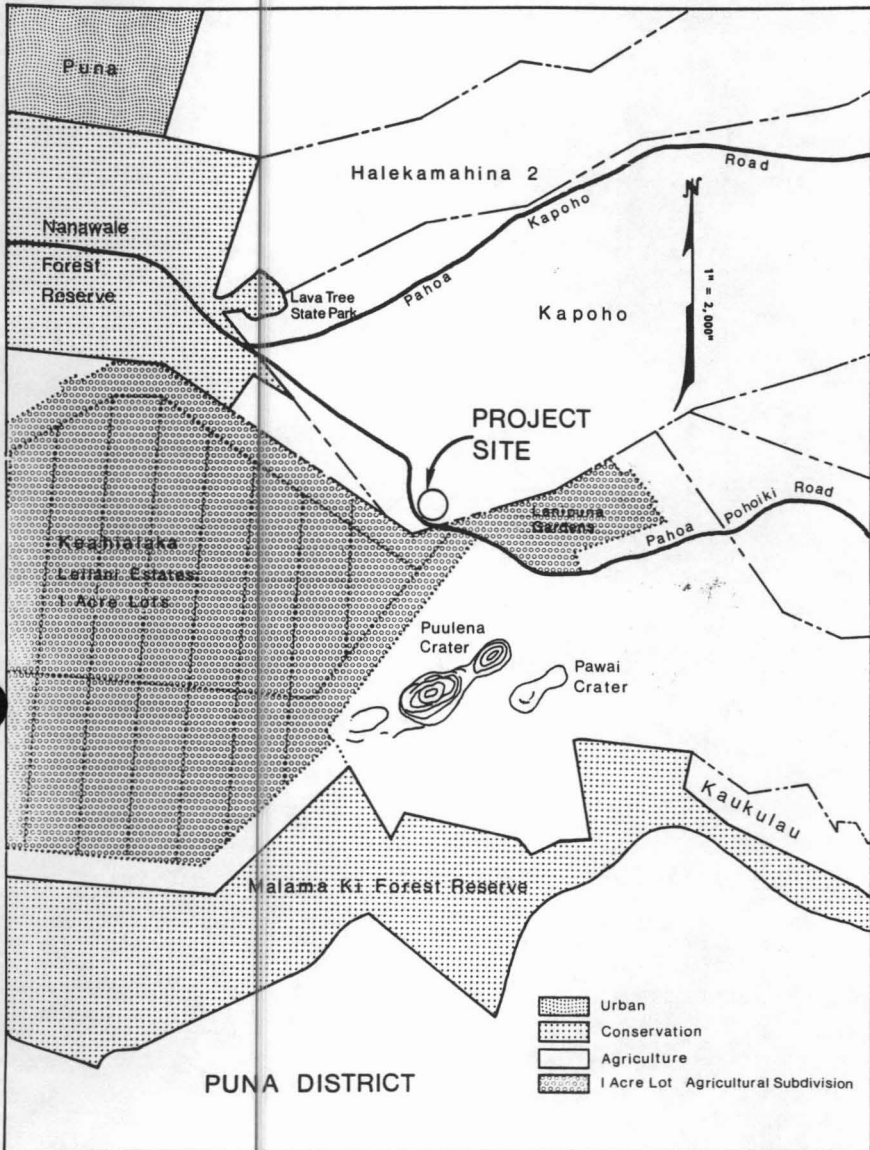 Puna
Halekamahina 2
Road
Kapoho
Pahoa
N
1" = 2,000"
Nanawale
Forest
Reserve
Lava Tree
State Park
Kapoho
PROJECT
SITE
Lanipuna
Gardens
Pahoa Pohoiki Road
Keahialaka
Leilani Estates
1 Acre Lots
Puulena
Crater
Pawai
Crater
Kaukulau
Malama Ki Forest Reserve
Urban
Conservation
Agriculture
1 Acre Lot Agricultural Subdivision
PUNA DISTRICT